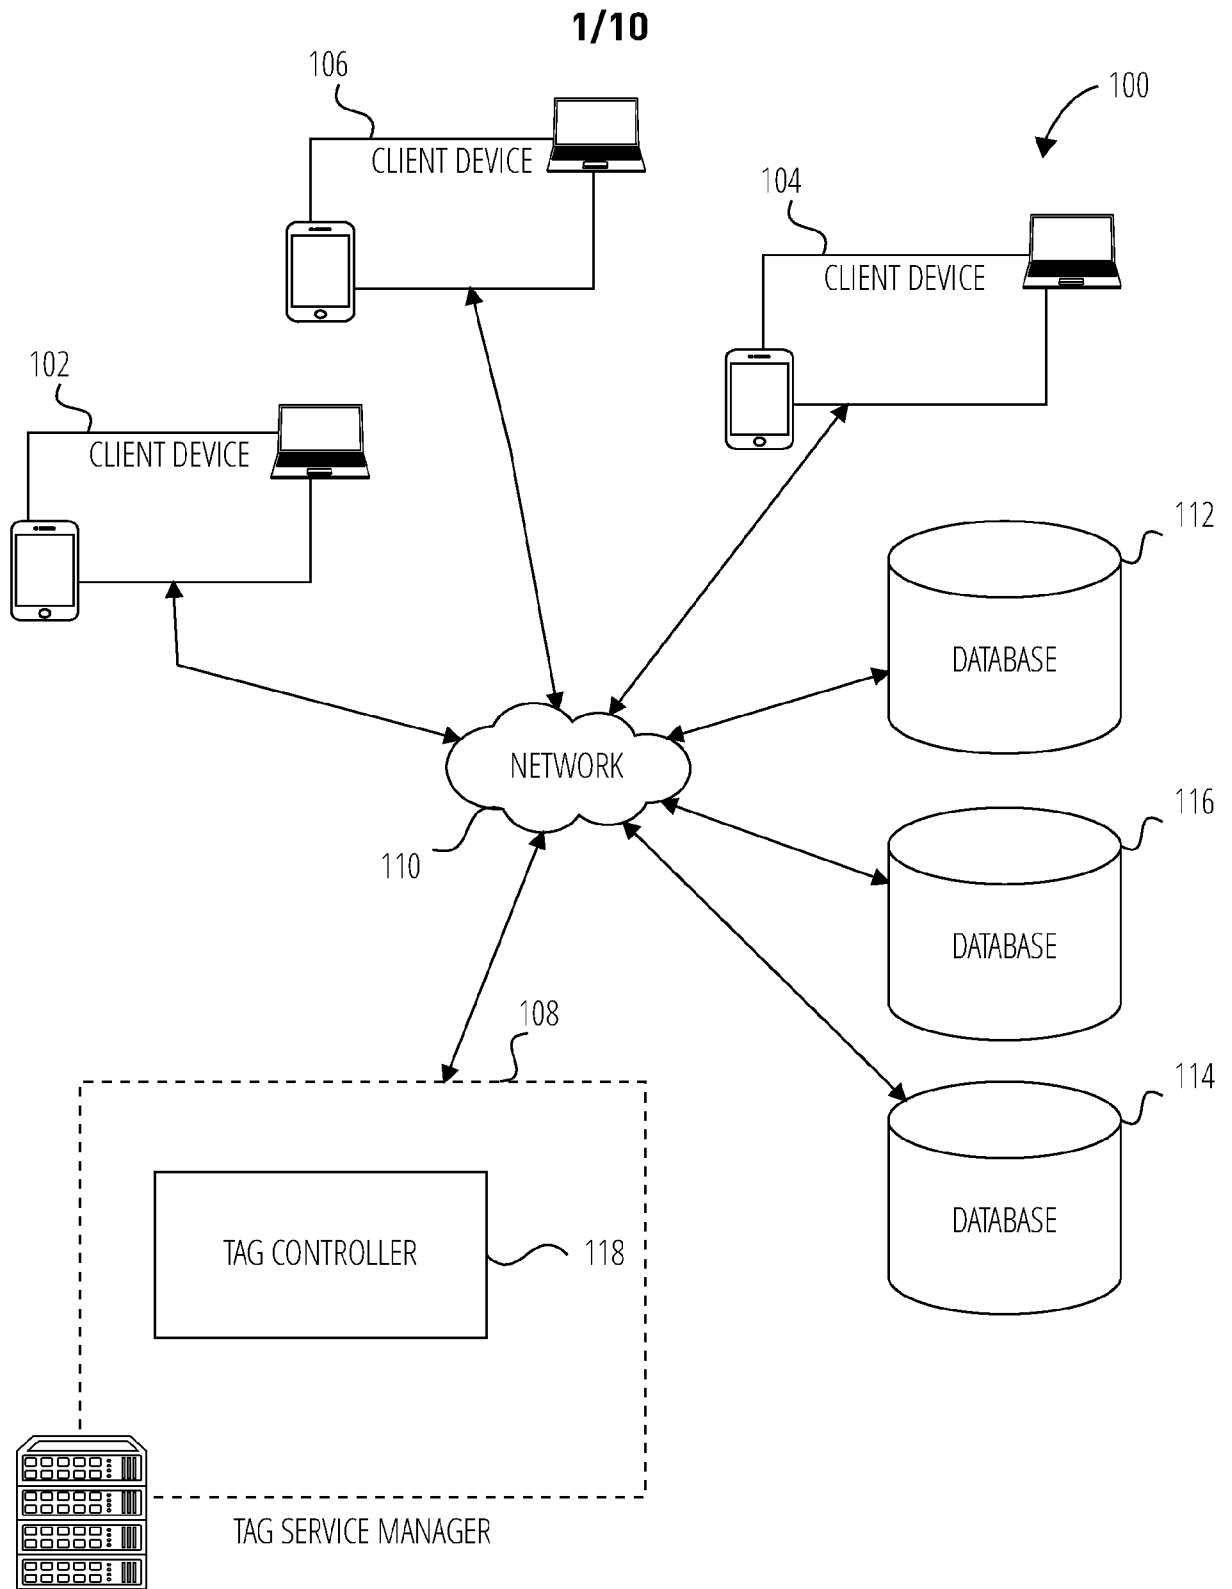 1/10
106
100
CLIENT DEVICE
104
CLIENT DEVICE
102
CLIENT DEVICE
112
DATABASE
NETWORK
116
110
DATABASE
108
114
DATABASE
TAG CONTROLLER
118
TAG SERVICE MANAGER